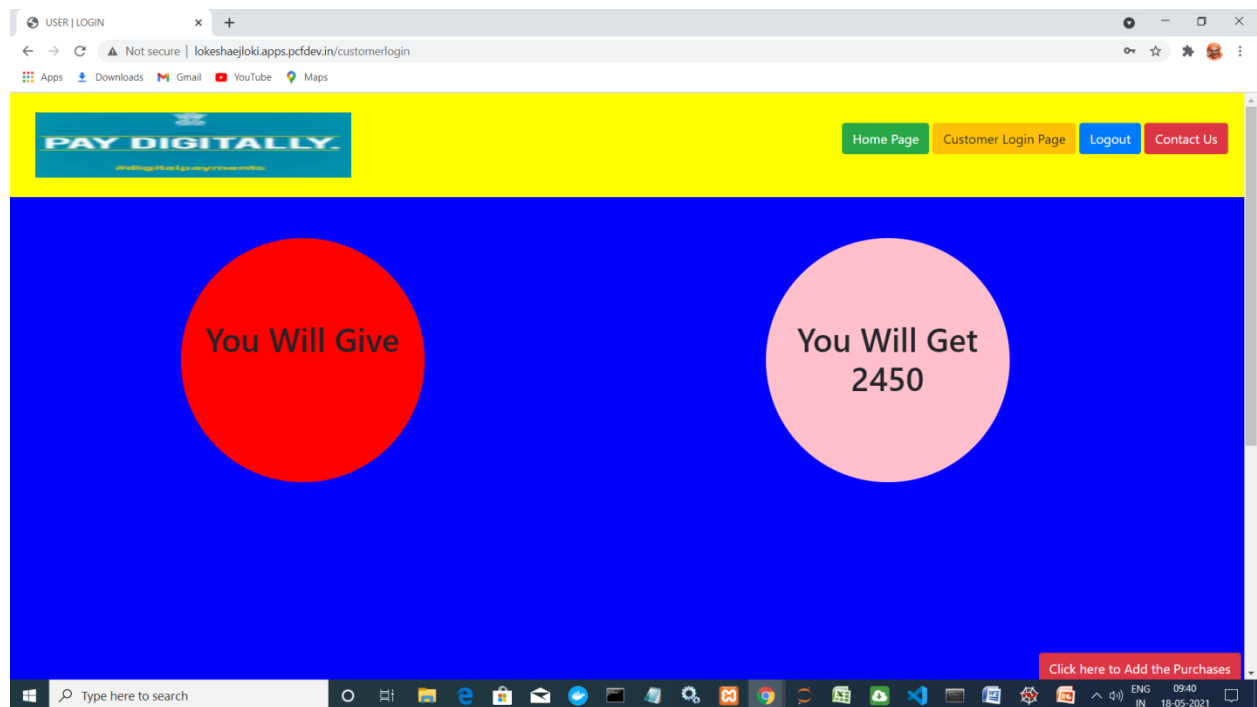 USER | LOGIN
Not secure | lokeshaejloki.apps.pcfdev.in/customerlogin
Apps Downloads Gmail YouTube Maps
PAY DIGITALLY.
#digitalpayments
Home Page Customer Login Page Logout Contact Us
You Will Give
You Will Get
2450
Click here to Add the Purchases
Type here to search
ENG 09:40
IN 18-05-2021